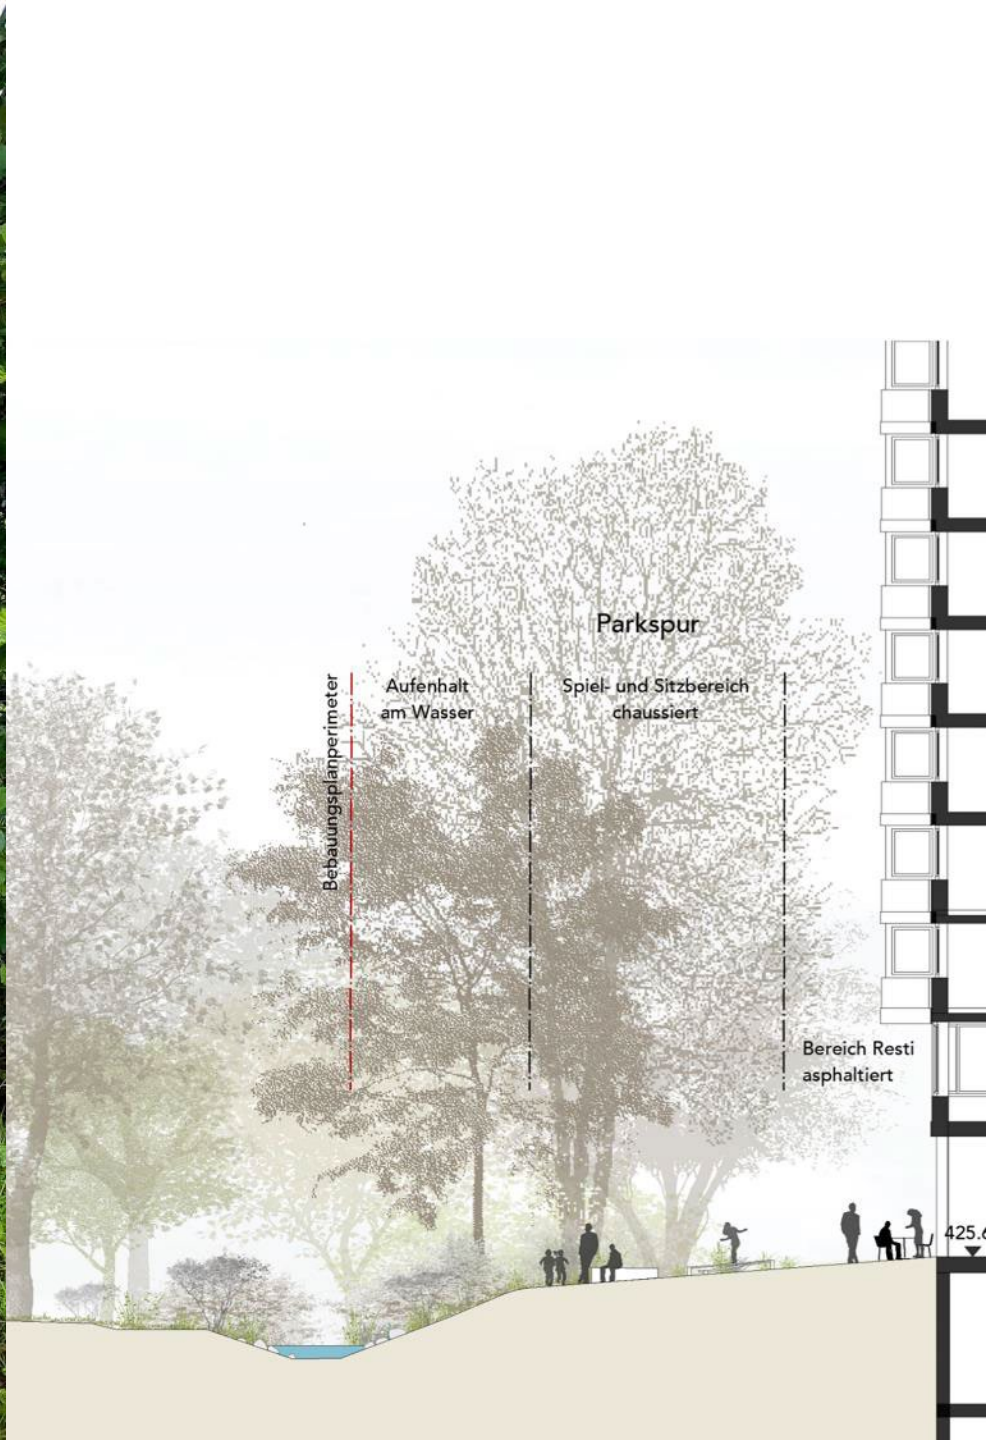 Parkspur
Bebauungsplanperimeter
Aufenhalt
am Wasser
Spiel- und Sitzbereich
chaussiert
Bereich Resti
asphaltiert
425.6